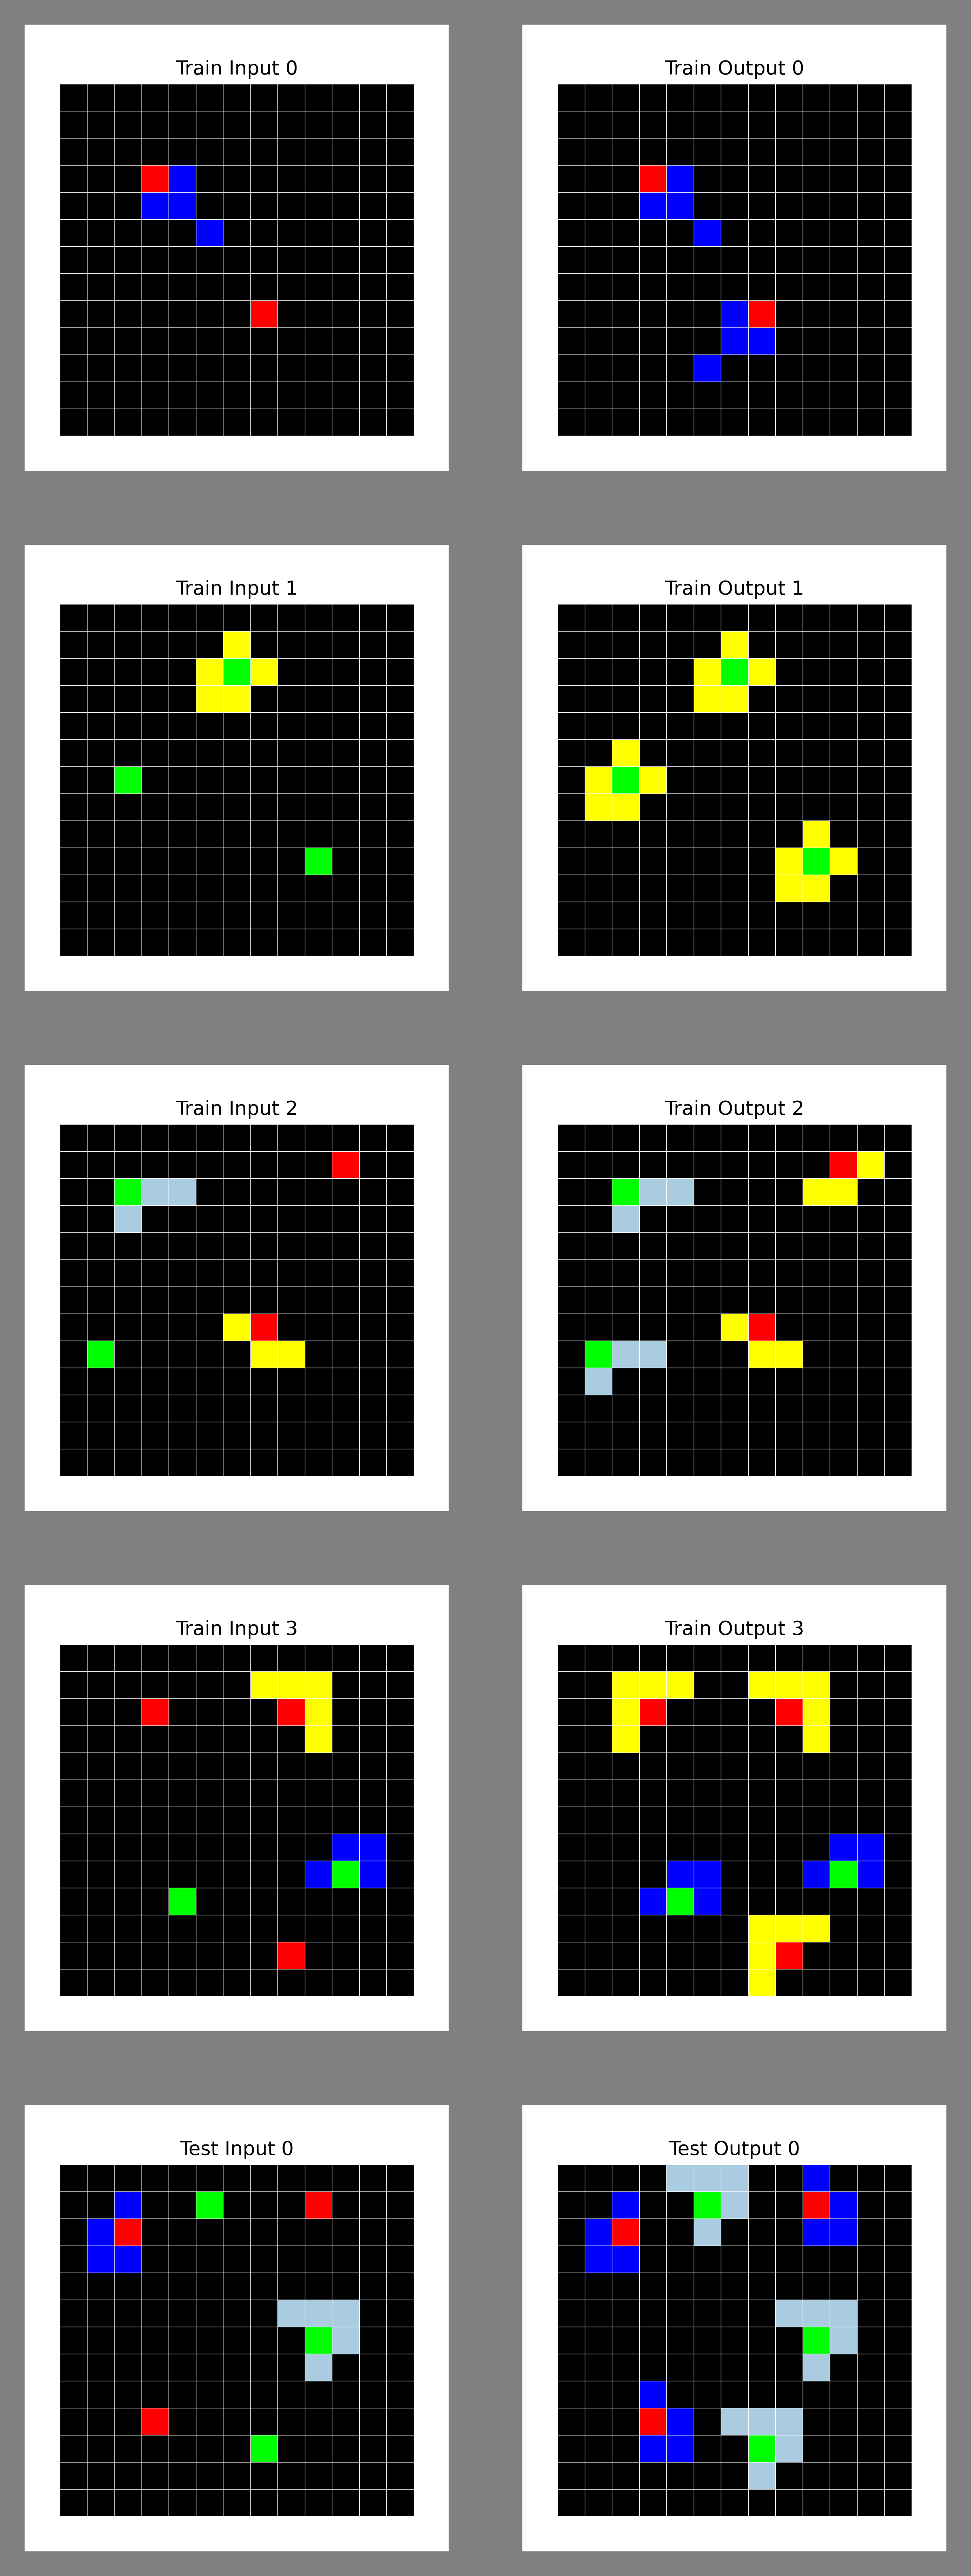 Train Input 0
Train Output 0
Train Input 1
Train Output 1
Train Input 2
Train Output 2
Train Input 3
Train Output 3
Test Input 0
Test Output 0